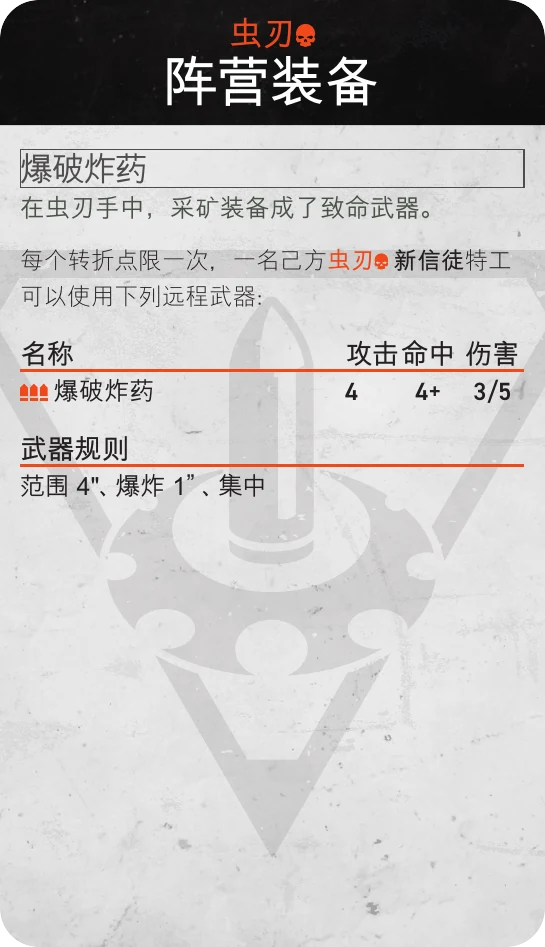 虫刃
阵营装备
爆破炸药
在虫刃手中，采矿装备成了致命武器。
每个转折点限一次，一名己方虫刃 新信徒特工
可以使用下列远程武器:
名称 攻击 命中 伤害
爆破炸药 4 4+ 3/5
武器规则
范围 4"、爆炸 1”、集中